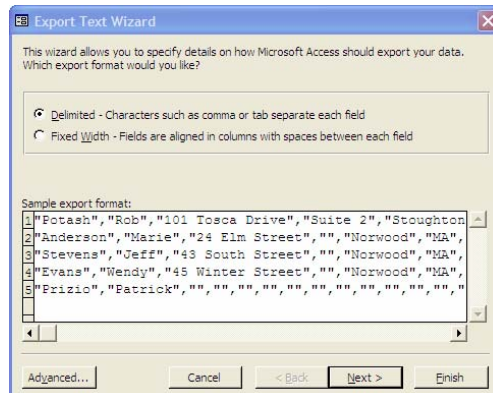 Export Text Wizard
This wizard allows you to specify details on how Microsoft Access should export your data.
Which export format would you like?
Delimited - Characters such as comma or tab separate each field
Fixed Width - Fields are aligned in columns with spaces between each field
Sample export format:
1 "Potash","Rob","101 Tosca Drive","Suite 2","Stoughton
2 "Anderson","Marie","24 Elm Street","","Norwood","MA",
3 "Stevens","Jeff","43 South Street","","Norwood","MA",
4 "Evans","Wendy","45 Winter Street","","Norwood","MA",
5 "Prizio","Patrick","","","","","","","","","","","
Advanced... Cancel < Back Next > Finish